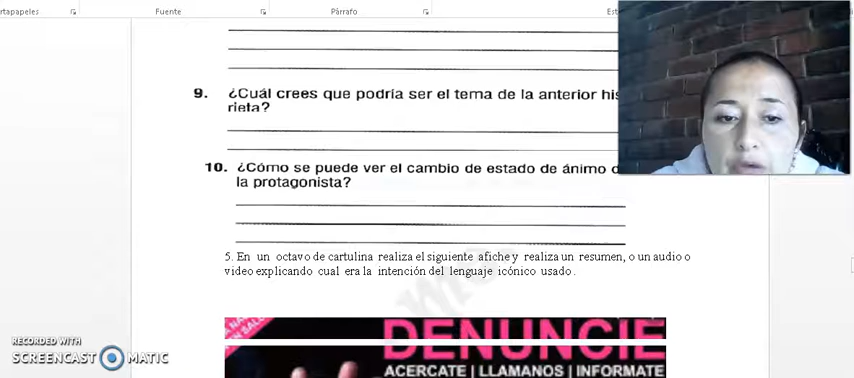 rtapapeles Fuente Párrafo Est
9. ¿Cuál crees que podría ser el tema de la anterior his
rieta?
10. ¿Cómo se puede ver el cambio de estado de ánimo d
la protagonista?
5. En un octavo de cartulina realiza el siguiente afiche y realiza un resumen, o un audio o
video explicando cual era la intención del lenguaje icónico usado.
DENUNCIE
ACERCATE | LLAMANOS | INFORMATE
RECORDED WITH
SCREENCAST MATIC